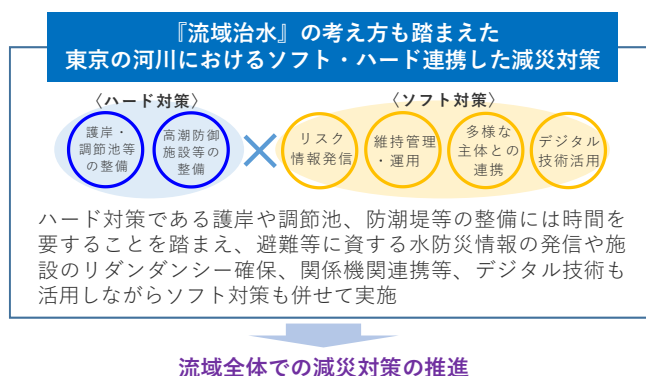 『流域治水』の考え方も踏まえた
東京の河川におけるソフト・ハード連携した減災対策
〈ハード対策〉
〈ソフト対策〉
護岸・
調節池等
の整備
高潮防御
施設等の
整備
×
リスク
情報発信
維持管理
・運用
多様な
主体との
連携
デジタル
技術活用
ハード対策である護岸や調節池、防潮堤等の整備には時間を
要することを踏まえ、避難等に資する水防災情報の発信や施
設のリダンダンシー確保、関係機関連携等、デジタル技術も
活用しながらソフト対策も併せて実施
流域全体での減災対策の推進